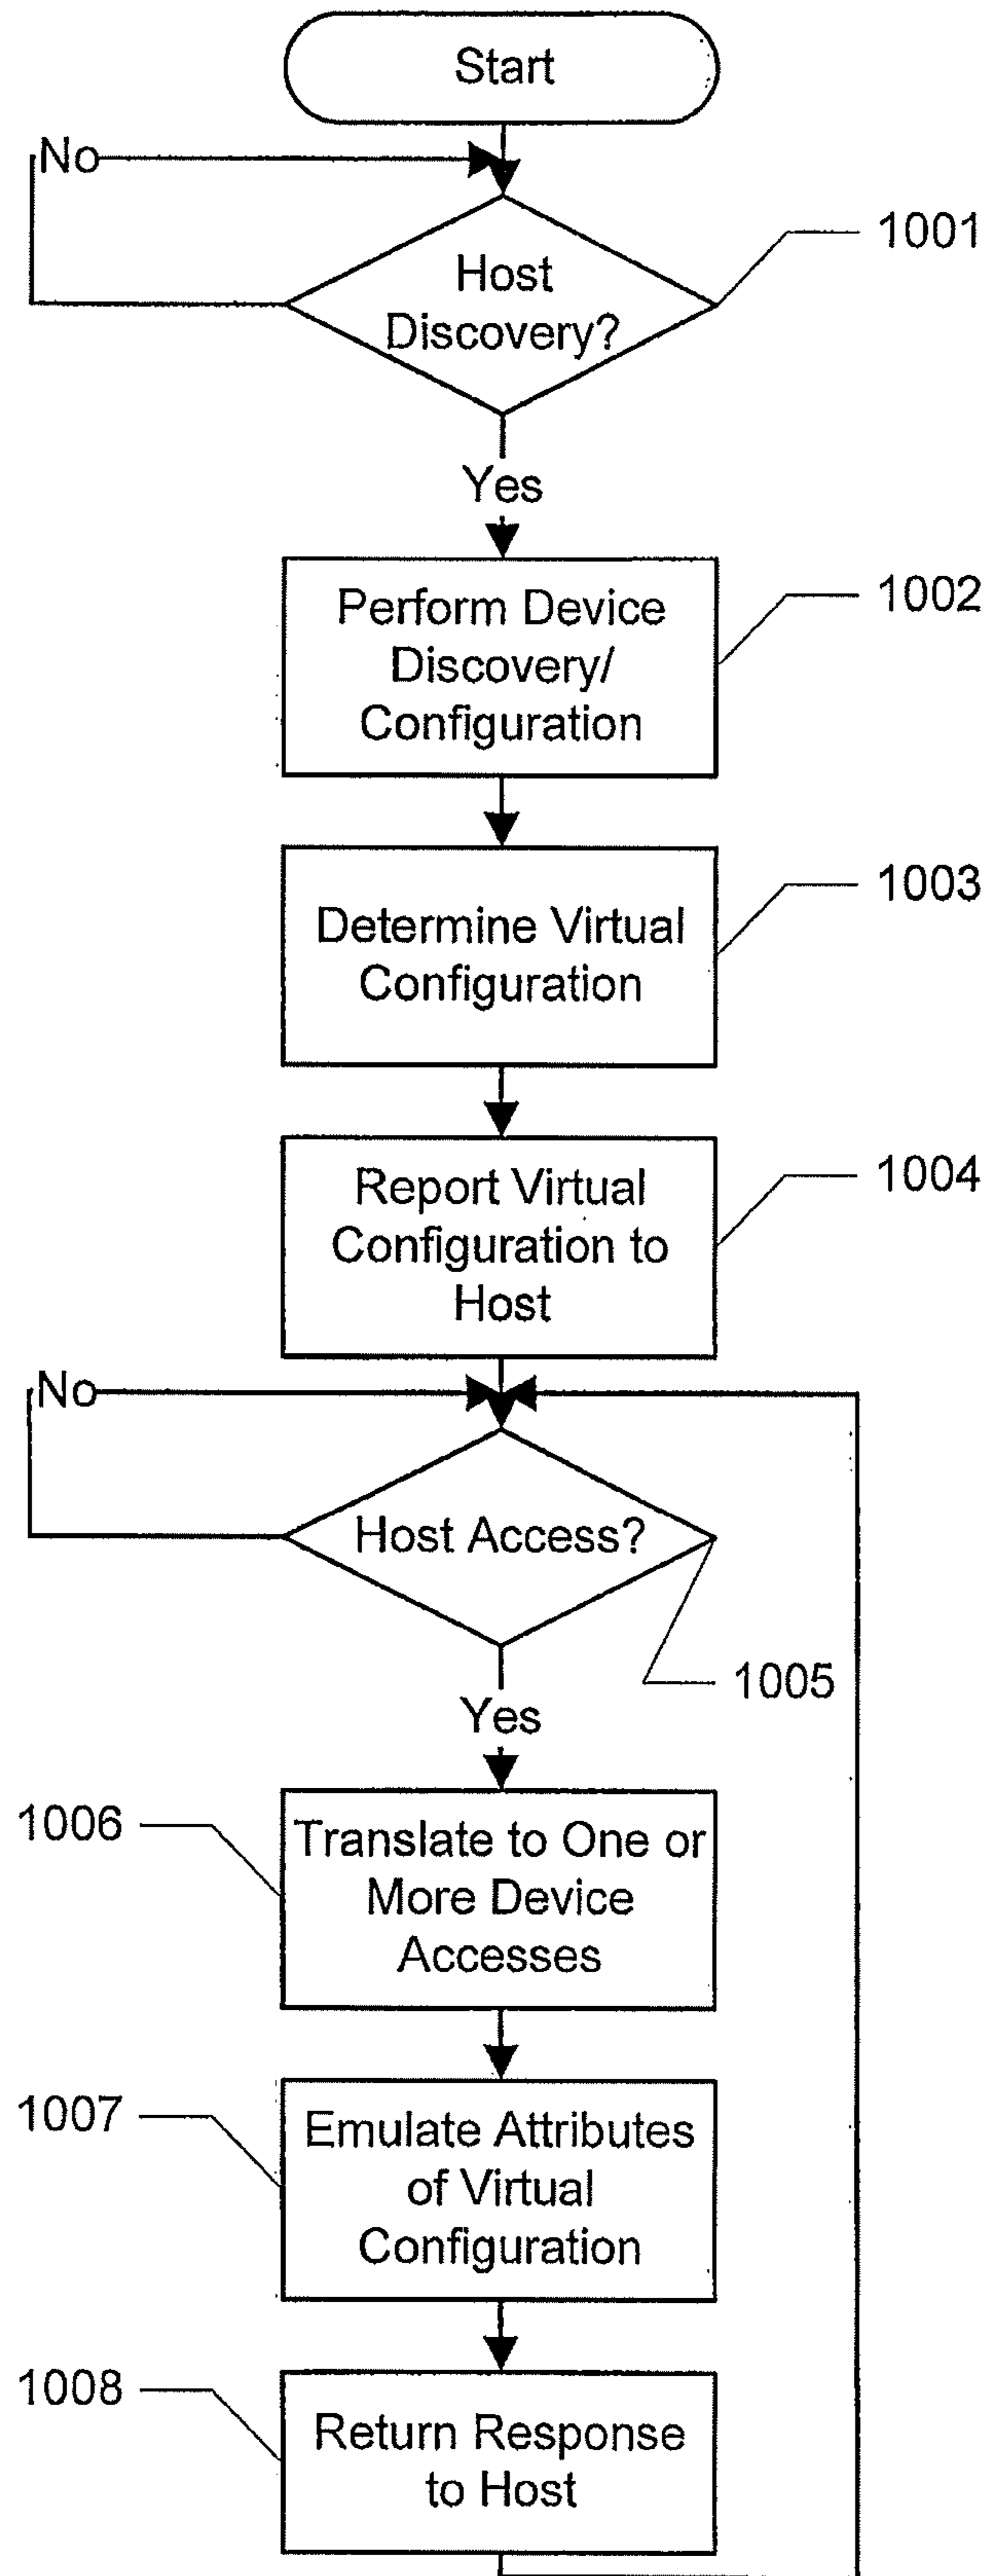 Start
No
1001
Host
Discovery?
Yes
1002
Perform Device
Discovery/
Configuration
1003
Determine Virtual
Configuration
1004
Report Virtual
Configuration to
Host
No
Host Access?
1005
Yes
1006
Translate to One or
More Device
Accesses
1007
Emulate Attributes
of Virtual
Configuration
1008
Return Response
to Host